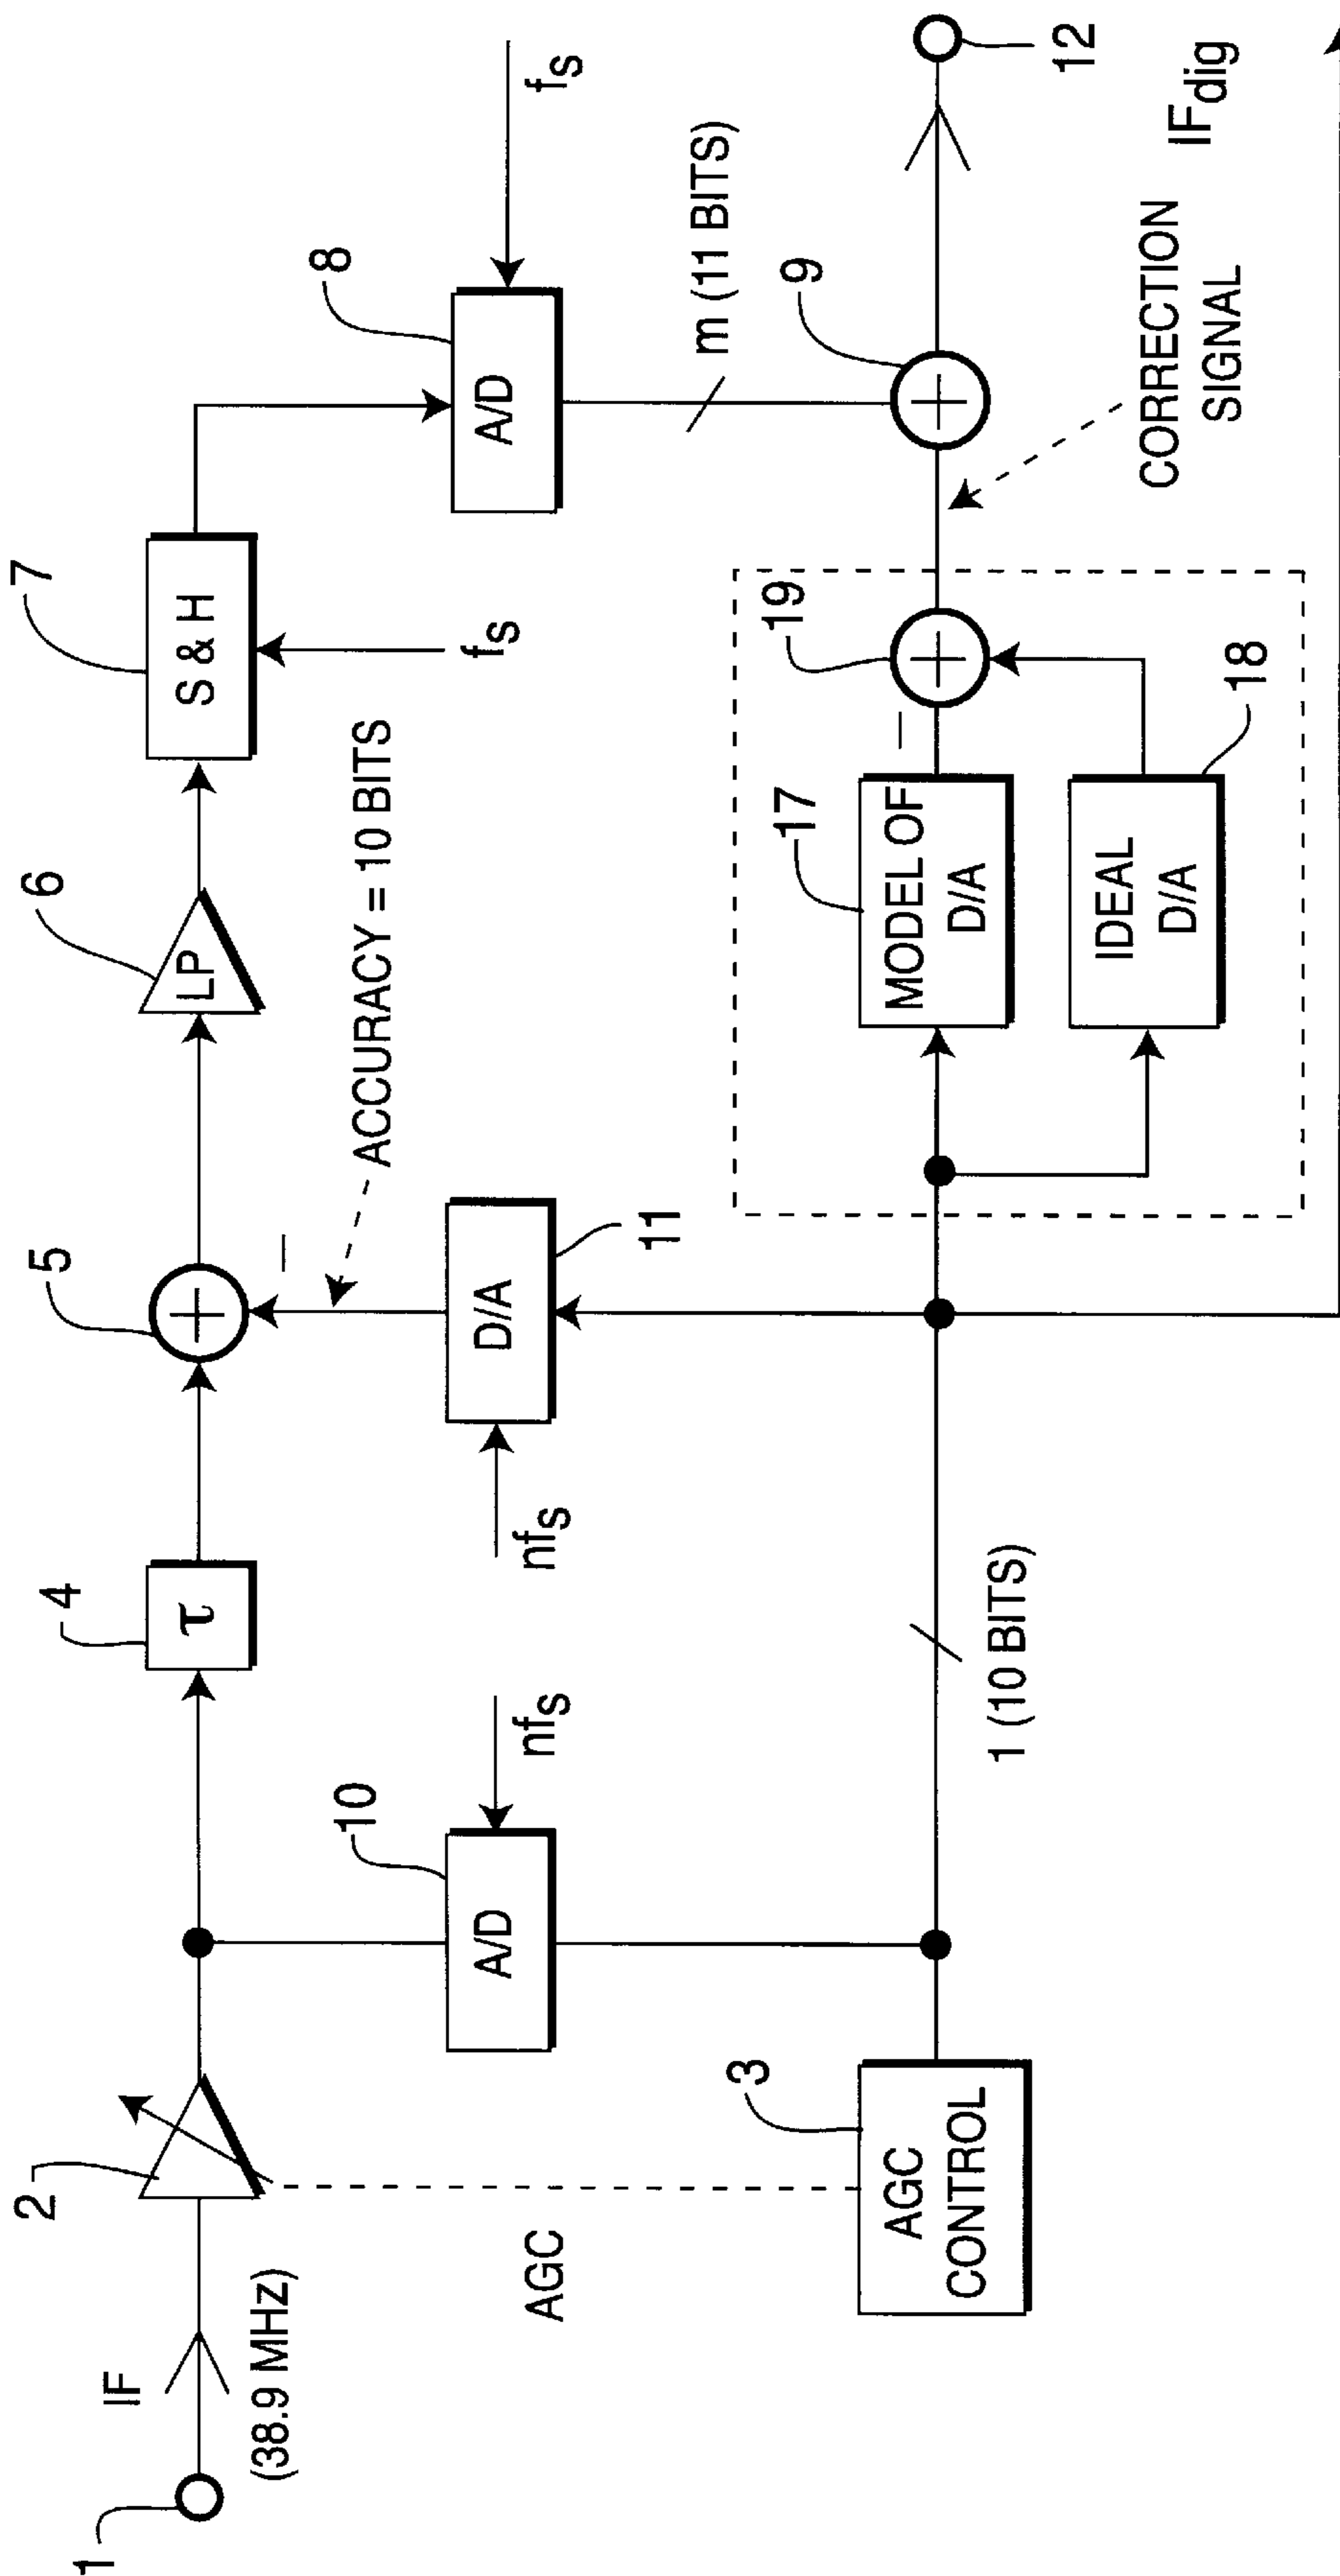 1
IF
(38.9 MHz)
2
4
τ
5
+
−
6
LP
7
S & H
fs
8
A/D
fs
m (11 BITS)
ACCURACY = 10 BITS
10
A/D
nfs
nfs
D/A
11
AGC
3
AGC
CONTROL
1 (10 BITS)
17
MODEL OF
D/A
−
19
+
IDEAL
D/A
18
9
+
CORRECTION
SIGNAL
12
IFdig